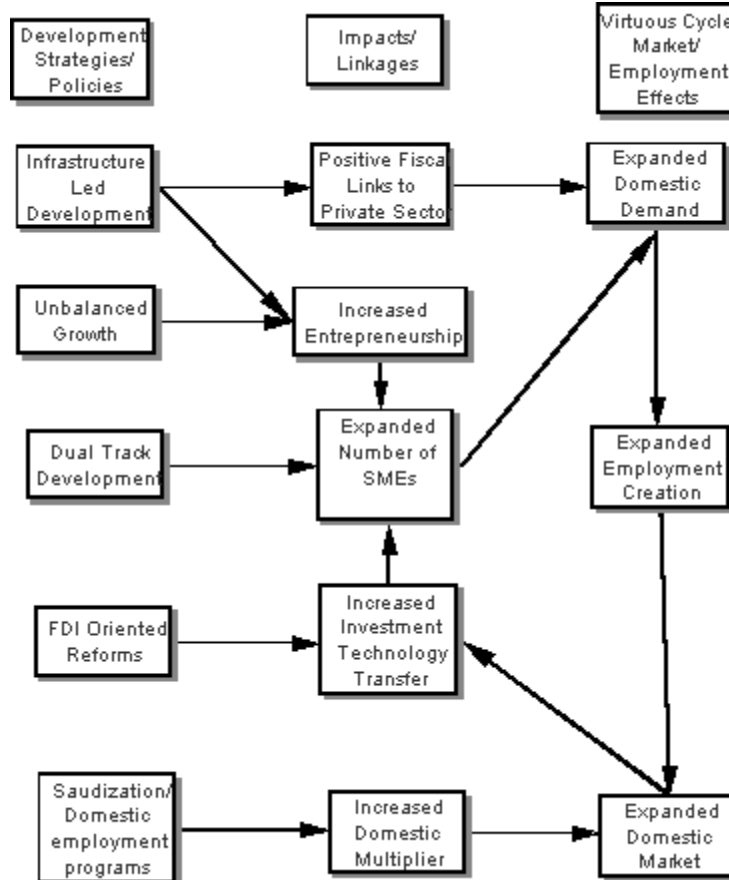 Development
Strategies/
Policies
Impacts/
Linkages
Virtuous Cycle
Market/
Employment
Effects
Infrastructure
Led
Development
Positive Fiscal
Links to
Private Sector
Expanded
Domestic
Demand
Unbalanced
Growth
Increased
Entrepreneurship
Dual Track
Development
Expanded
Number of
SMEs
Expanded
Employment
Creation
FDI Oriented
Reforms
Increased
Investment
Technology
Transfer
Saudization/
Domestic
employment
programs
Increased
Domestic
Multiplier
Expanded
Domestic
Market